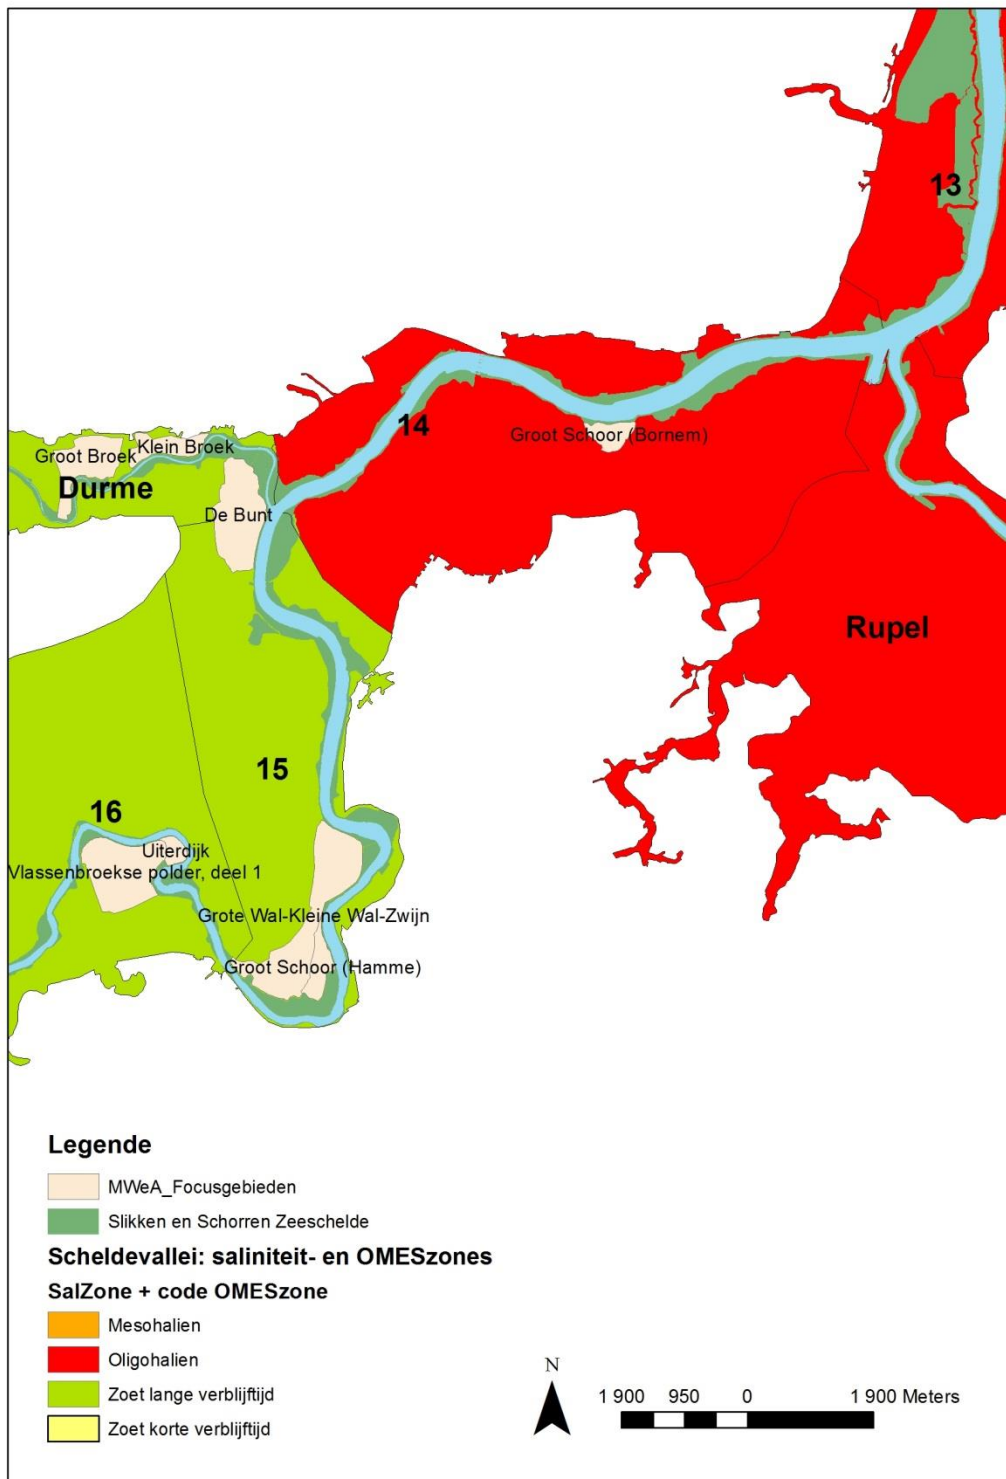 13
14
Groot Schoor (Bornem)
Klein Broek
Groot Broek
Durme
De Bunt
Rupel
15
16
Uiterdijk
Vlassenbroekse polder, deel 1
Grote Wal-Kleine Wal-Zwijn
Groot Schoor (Hamme)
Legende
MWeA_Focusgebieden
Slikken en Schorren Zeeschelde
Scheldevallei: saliniteit- en OMESzones
SalZone + code OMESzone
Mesohalien
Oligohalien
Zoet lange verblijftijd
Zoet korte verblijftijd
N
1 900 950 0 1 900 Meters